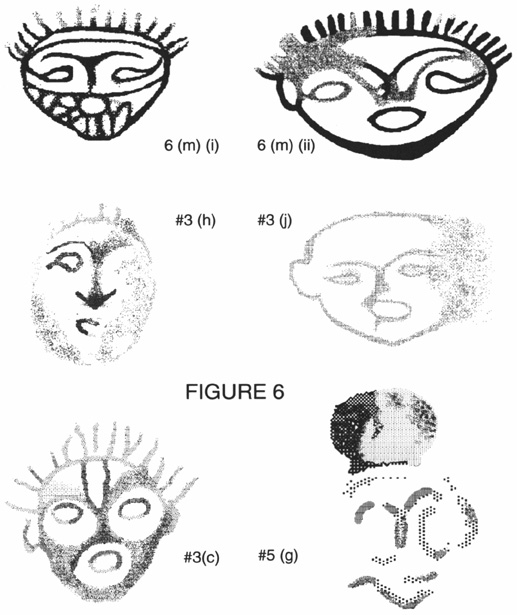 6 (m) (i)
6 (m) (ii)
#3 (h)
#3 (j)
FIGURE 6
#3(c)
#5 (g)